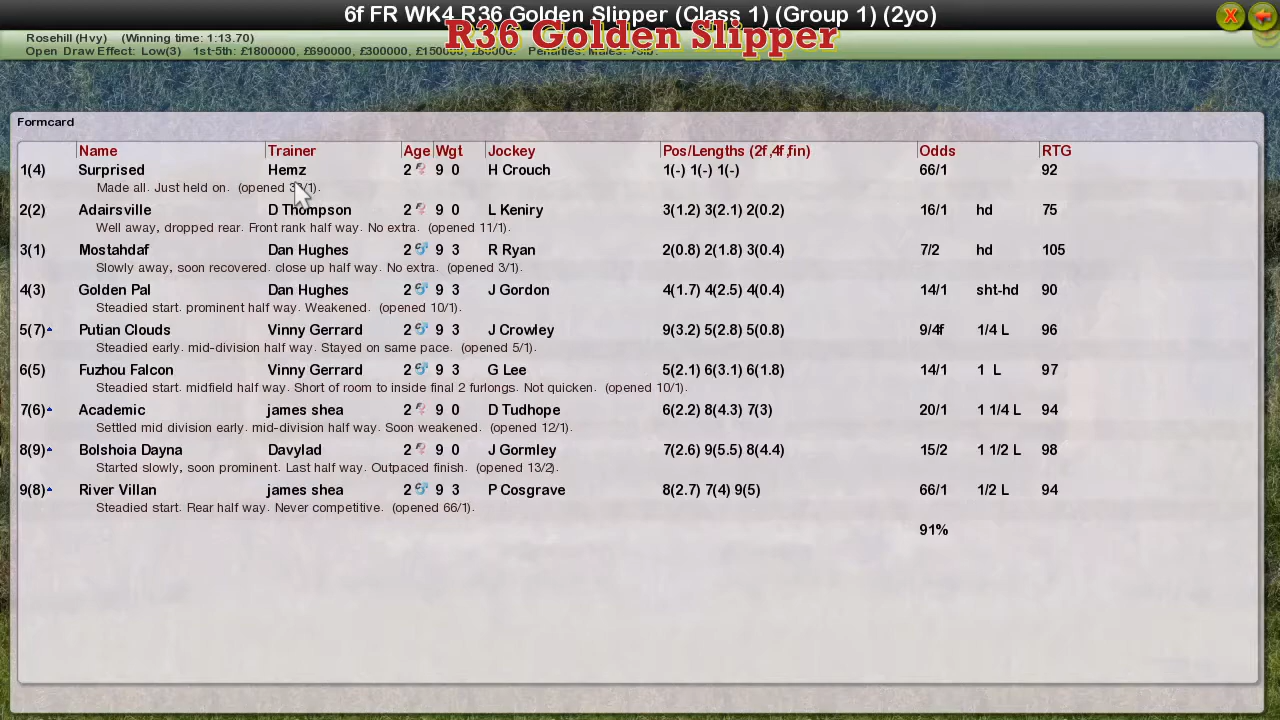 6f FR WK4 R36 Golden Slipper (Class 1) (Group 1) (2yo)
R36 Golden Slipper
Rosehill (Hvy) (Winning time: 1:13.70)
Open Draw Effect: Low(3) 1st-5th: £1800000, £690000, £300000, Penalties: Males:
Formcard
Name Trainer Age Wgt Jockey Pos/Lengths (2f,4f,fin) Odds RTG
1(4) Surprised Hemz 2 9 0 H Crouch 1(-) 1(-) 1(-) 66/1 92
Made all. Just held on. (opened
2(2) Adairsville D Thompson 2 9 0 L Keniry 3(1.2) 3(2.1) 2(0.2) 16/1 hd 75
Well away, dropped rear. Front rank half way. No extra. (opened 11/1).
3(1) Mostahdaf Dan Hughes 2 9 3 R Ryan 2(0.8) 2(1.8) 3(0.4) 7/2 hd 105
Slowly away, soon recovered. close up half way. No extra. (opened 3/1).
4(3) Golden Pal Dan Hughes 2 9 3 J Gordon 4(1.7) 4(2.5) 4(0.4) 14/1 sht-hd 90
Steadied start. prominent half way. Weakened. (opened 10/1).
5(7) Putian Clouds Vinny Gerrard 2 9 3 J Crowley 9(3.2) 5(2.8) 5(0.8) 9/4f 1/4 L 96
Steadied early. mid-division half way. Stayed on same pace. (opened 5/1).
6(5) Fuzhou Falcon Vinny Gerrard 2 9 3 G Lee 5(2.1) 6(3.1) 6(1.8) 14/1 1 L 97
Steadied start. midfield half way. Short of room to inside final 2 furlongs. Not quicken. (opened 10/1).
7(6) Academic james shea 2 9 0 D Tudhope 6(2.2) 8(4.3) 7(3) 20/1 1 1/4 L 94
Settled mid division early. mid-division half way. Soon weakened. (opened 12/1).
8(9) Bolshoia Dayna Davylad 2 9 0 J Gormley 7(2.6) 9(5.5) 8(4.4) 15/2 1 1/2 L 98
Started slowly, soon prominent. Last half way. Outpaced finish. (opened 13/2).
9(8) River Villan james shea 2 9 3 P Cosgrave 8(2.7) 7(4) 9(5) 66/1 1/2 L 94
Steadied start. Rear half way. Never competitive. (opened 66/1).
91%